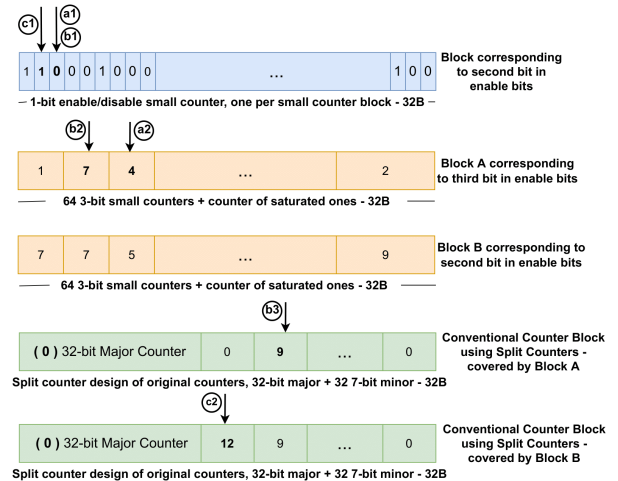 c1
a1
b1
1 1 0 0 0 1 0 0 0 ... 1 0 0
Block corresponding
to second bit in
enable bits
1-bit enable/disable small counter, one per small counter block - 32B
b2
a2
1 7 4 ... 2
Block A corresponding
to third bit in enable bits
64 3-bit small counters + counter of saturated ones - 32B
7 7 5 ... 9
Block B corresponding to
second bit in enable bits
64 3-bit small counters + counter of saturated ones - 32B
b3
( 0 ) 32-bit Major Counter 0 9 ... 0
Conventional Counter Block
using Split Counters -
covered by Block A
Split counter design of original counters, 32-bit major + 32 7-bit minor - 32B
c2
( 0 ) 32-bit Major Counter 12 9 ... 0
Conventional Counter Block
using Split Counters -
covered by Block B
Split counter design of original counters, 32-bit major + 32 7-bit minor - 32B